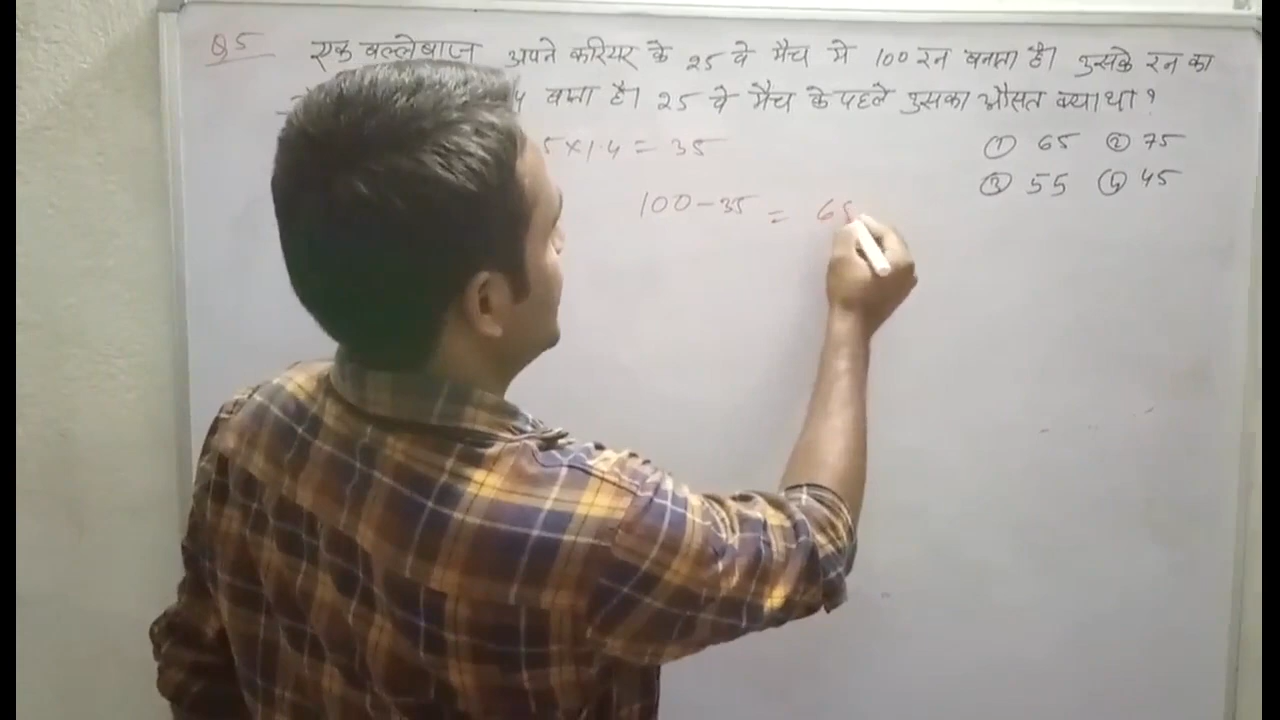 Q5 एक बल्लेबाज अपने करियर के 25 वे मैच मे 100 रन बनाता है। उसके रन का
4 बढ़ता है। 25 वे मैच के पहले उसका औसत क्या था ?
5 × 1.4 = 35
① 65 ② 75
100 - 35 = 65
③ 55 ④ 45